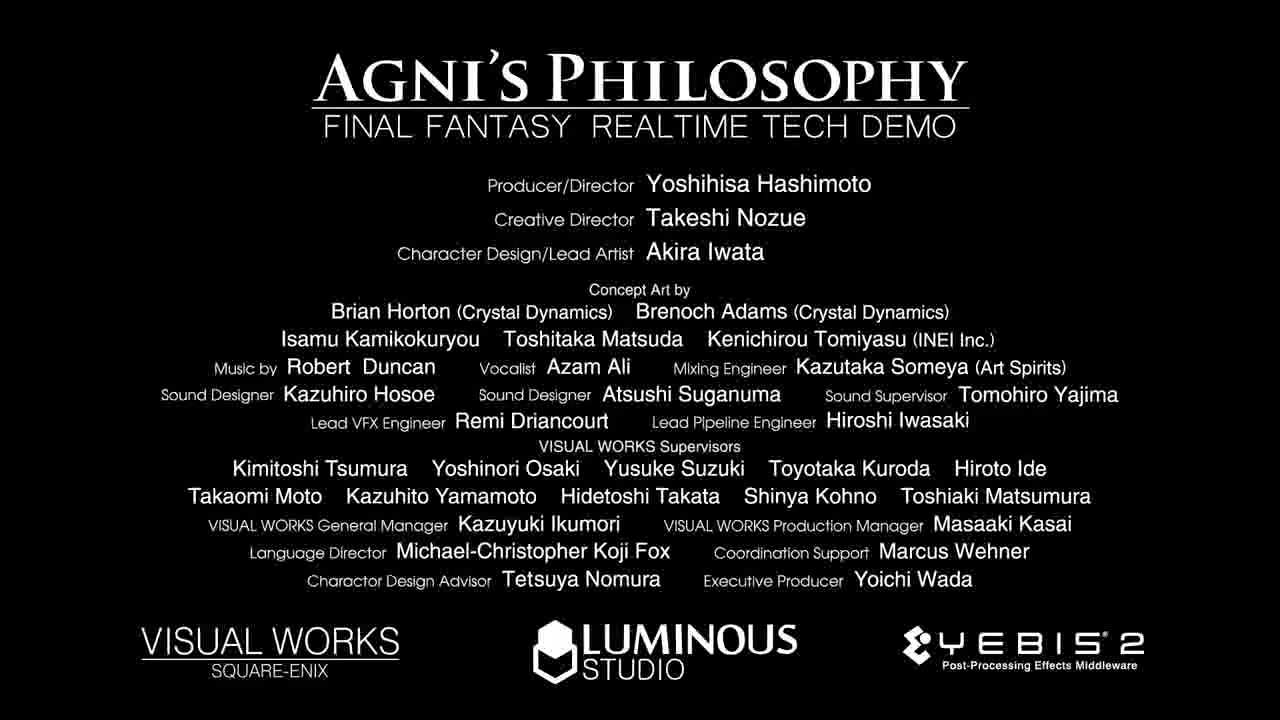 AGNI'S PHILOSOPHY
FINAL FANTASY REALTIME TECH DEMO
Producer/Director Yoshihisa Hashimoto
Creative Director Takeshi Nozue
Character Design/Lead Artist Akira Iwata
Concept Art by
Brian Horton (Crystal Dynamics) Brenoch Adams (Crystal Dynamics)
Isamu Kamikokuryou Toshitaka Matsuda Kenichirou Tomiyasu (INEI Inc.)
Music by Robert Duncan Vocalist Azam Ali Mixing Engineer Kazutaka Someya (Art Spirits)
Sound Designer Kazuhiro Hosoe Sound Designer Atsushi Suganuma Sound Supervisor Tomohiro Yajima
Lead VFX Engineer Remi Driancourt Lead Pipeline Engineer Hiroshi Iwasaki
VISUAL WORKS Supervisors
Kimitoshi Tsumura Yoshinori Osaki Yusuke Suzuki Toyotaka Kuroda Hiroto Ide
Takaomi Moto Kazuhito Yamamoto Hidetoshi Takata Shinya Kohno Toshiaki Matsumura
VISUAL WORKS General Manager Kazuyuki Ikumori VISUAL WORKS Production Manager Masaaki Kasai
Language Director Michael-Christopher Koji Fox Coordination Support Marcus Wehner
Charactor Design Advisor Tetsuya Nomura Executive Producer Yoichi Wada
VISUAL WORKS
SQUARE-ENIX
LUMINOUS
STUDIO
YEBIS® 2
Post-Processing Effects Middleware